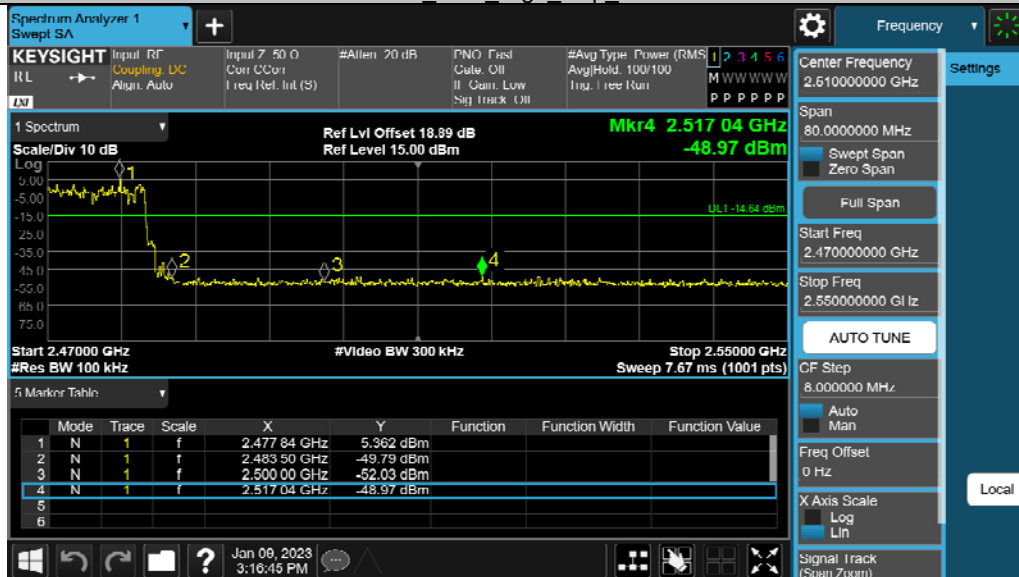 Spectrum Analyzer 1
Swept SA
+
Frequency
KEYSIGHT
RL
LXI
Input: RF
Coupling: DC
Align: Auto
Input Z: 50 Ω
Corr CCorr
Freq Ref: Int (S)
#Atten: 20 dB
PNO: Fast
Gate: Off
IF Gain: Low
Sig Track: Off
#Avg Type: Power (RMS
Avg|Hold: 100/100
Trig: Free Run
1 2 3 4 5 6
M W W W W W
P P P P P P
1 Spectrum
Scale/Div 10 dB
Ref Lvl Offset 18.89 dB
Ref Level 15.00 dBm
Mkr4 2.517 04 GHz
-48.97 dBm
Log
5.00
-5.00
-15.0
-25.0
-35.0
-45.0
-55.0
-65.0
-75.0
1
2
3
4
DL1 -14.64 dBm
Start 2.47000 GHz
#Video BW 300 kHz
Stop 2.55000 GHz
#Res BW 100 kHz
Sweep 7.67 ms (1001 pts)
5 Marker Table
Mode Trace Scale X Y Function Function Width Function Value
1 N 1 f 2.477 84 GHz 5.362 dBm
2 N 1 f 2.483 50 GHz -49.79 dBm
3 N 1 f 2.500 00 GHz -52.03 dBm
4 N 1 f 2.517 04 GHz -48.97 dBm
5
6
Center Frequency
2.510000000 GHz
Settings
Span
80.0000000 MHz
Swept Span
Zero Span
Full Span
Start Freq
2.470000000 GHz
Stop Freq
2.550000000 GHz
AUTO TUNE
CF Step
8.000000 MHz
Auto
Man
Freq Offset
0 Hz
X Axis Scale
Log
Lin
Local
Signal Track
(Span Zoom)
?
Jan 09, 2023
3:16:45 PM